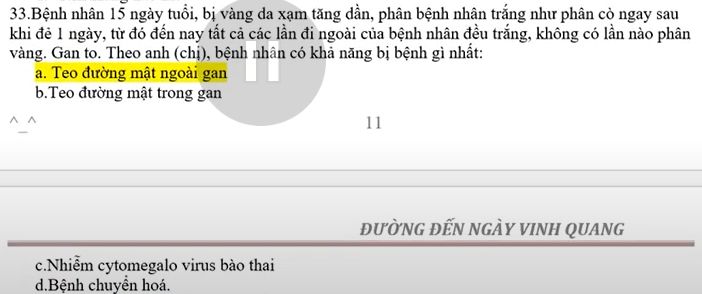 33.Bệnh nhân 15 ngày tuổi, bị vàng da xạm tăng dần, phân bệnh nhân trắng như phân cò ngay sau
khi đẻ 1 ngày, từ đó đến nay tất cả các lần đi ngoài của bệnh nhân đều trắng, không có lần nào phân
vàng. Gan to. Theo anh (chị), bệnh nhân có khả năng bị bệnh gì nhất:
a. Teo đường mật ngoài gan
b.Teo đường mật trong gan
^_^
11
ĐƯỜNG ĐẾN NGÀY VINH QUANG
c.Nhiễm cytomegalo virus bào thai
d.Bệnh chuyển hoá.